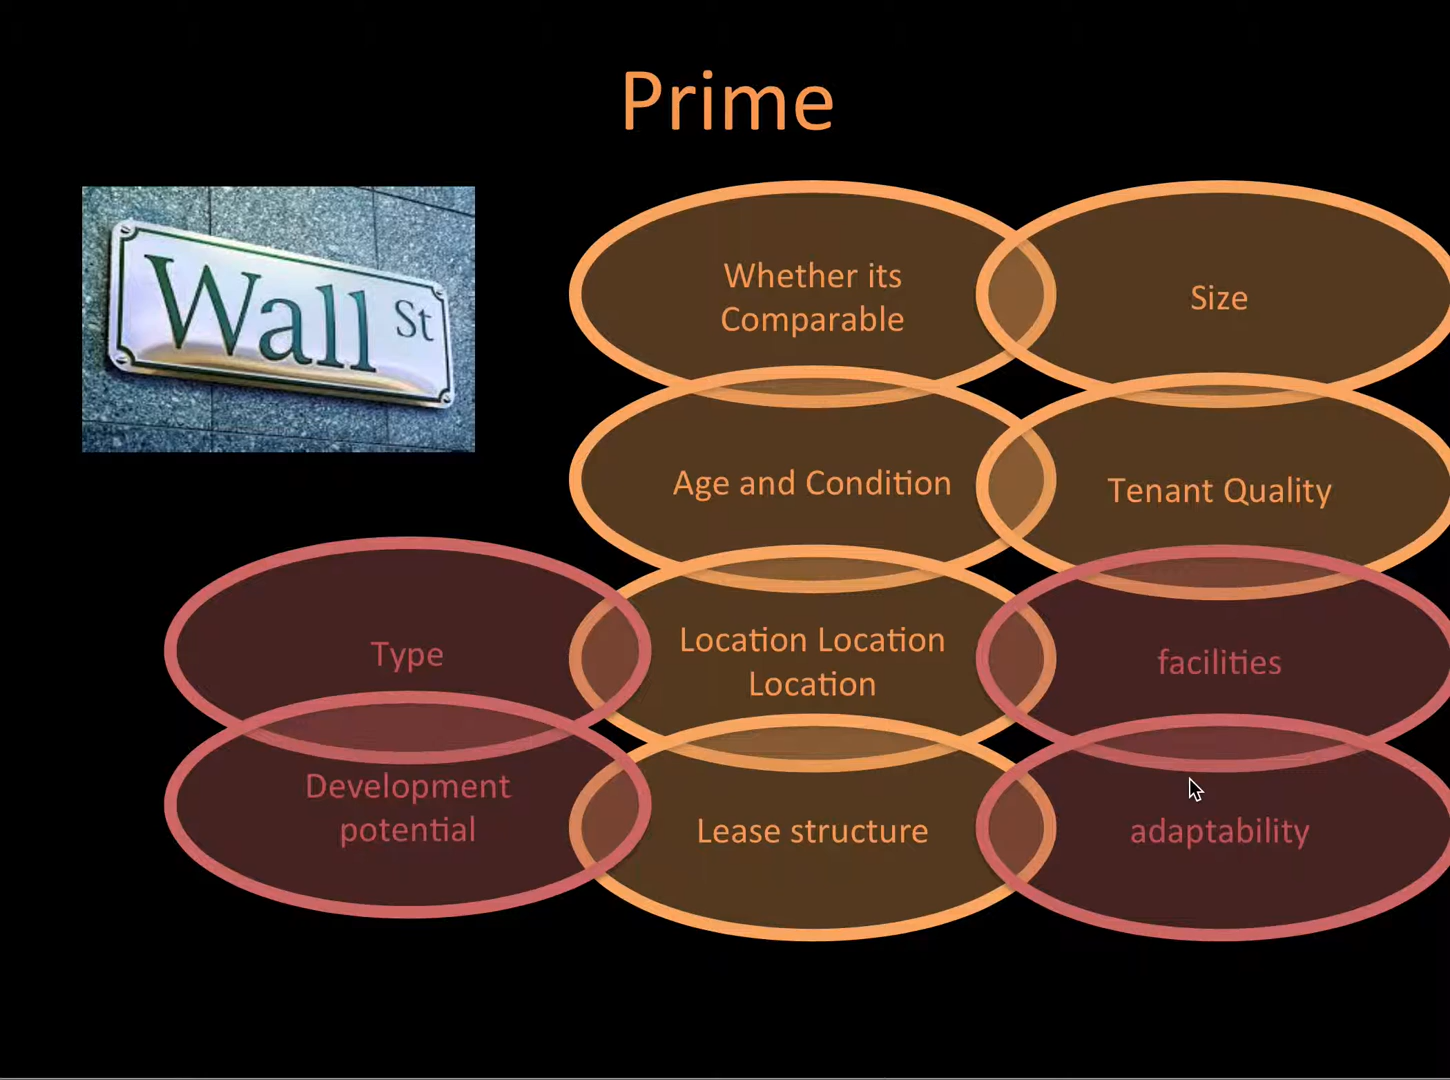 Prime
Wall St
Whether its
Comparable
Size
Age and Condition
Tenant Quality
Type
Location Location
Location
facilities
Development
potential
Lease structure
adaptability